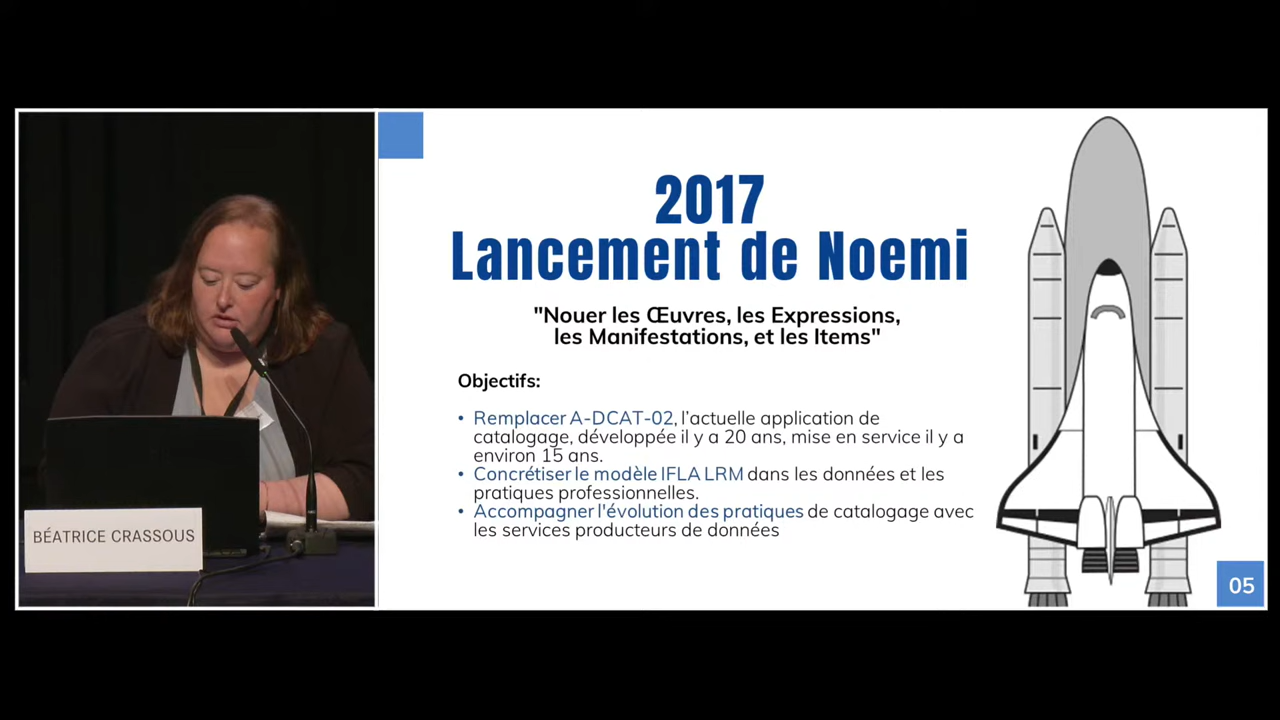 BÉATRICE CRASSOUS
2017
Lancement de Noemi
"Nouer les Œuvres, les Expressions,
les Manifestations, et les Items"
Objectifs:
• Remplacer A-DCAT-02, l'actuelle application de
catalogage, développée il y a 20 ans, mise en service il y a
environ 15 ans.
• Concrétiser le modèle IFLA LRM dans les données et les
pratiques professionnelles.
• Accompagner l'évolution des pratiques de catalogage avec
les services producteurs de données
05